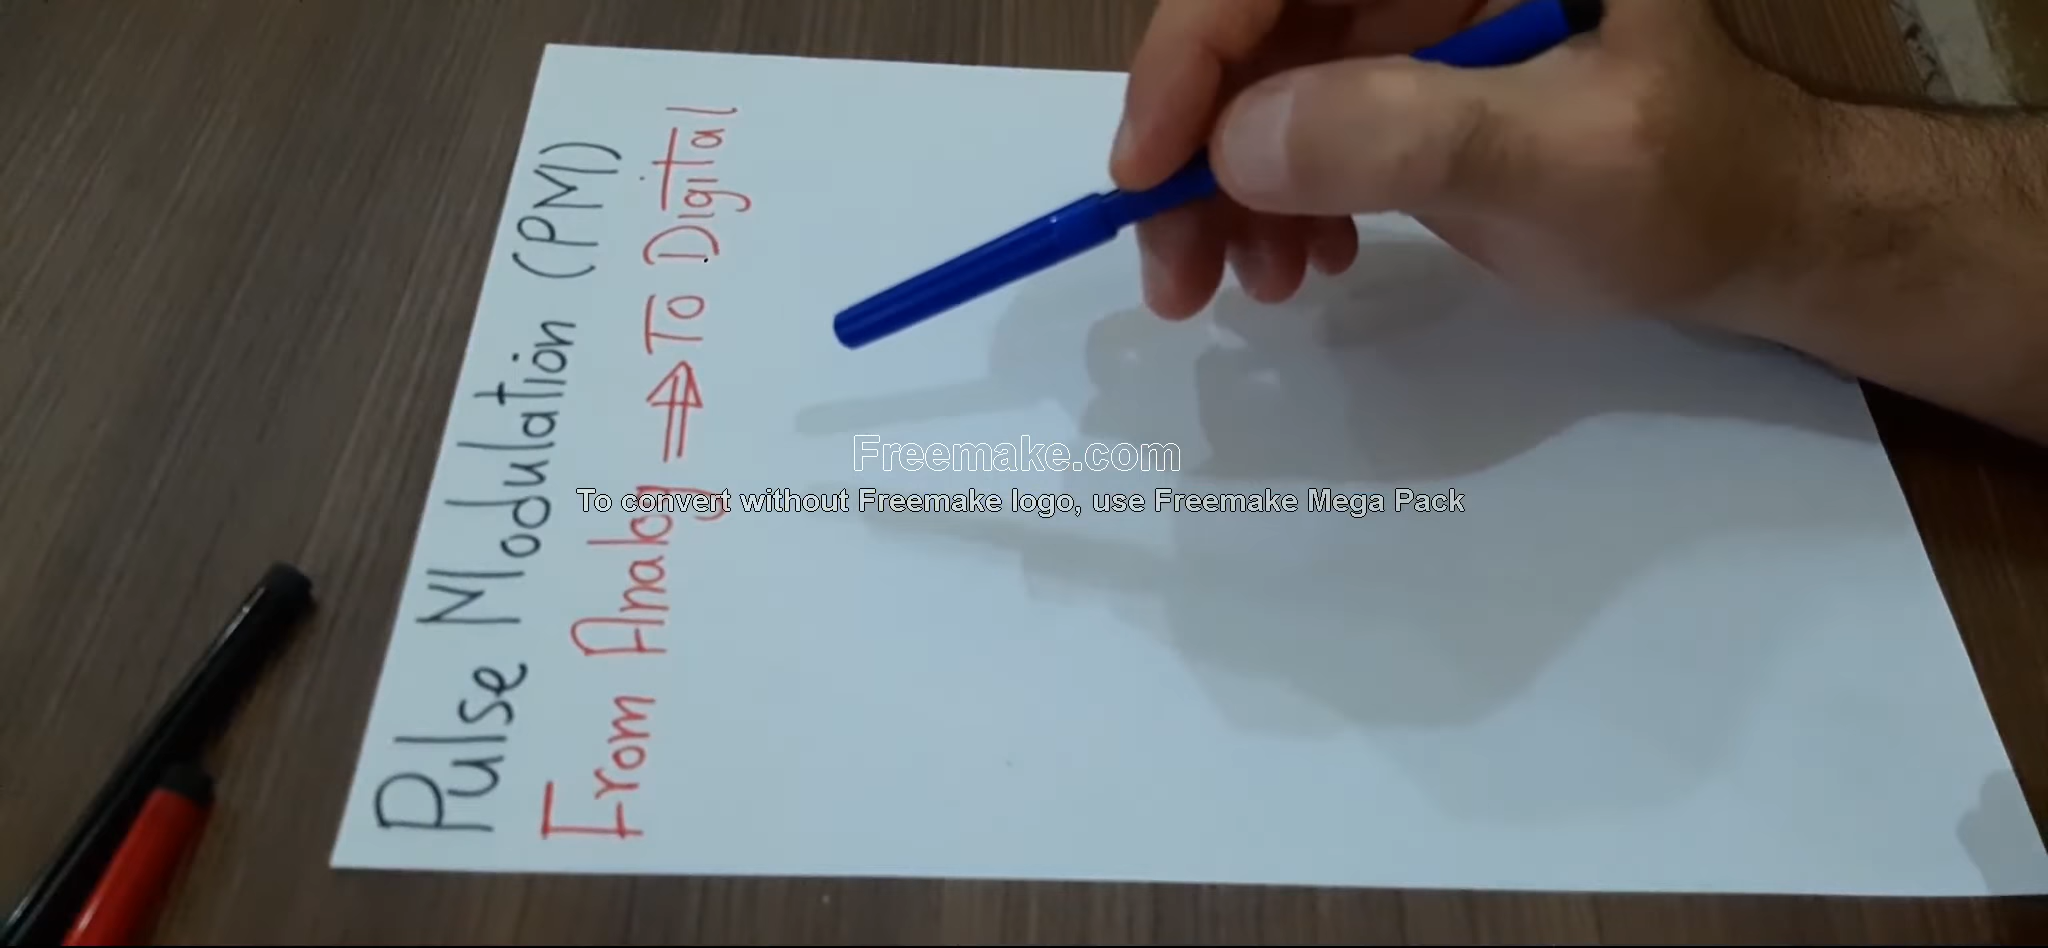 Pulse Modulation (PM)
From Analog ⇒ To Digital
Freemake.com
To convert without Freemake logo, use Freemake Mega Pack